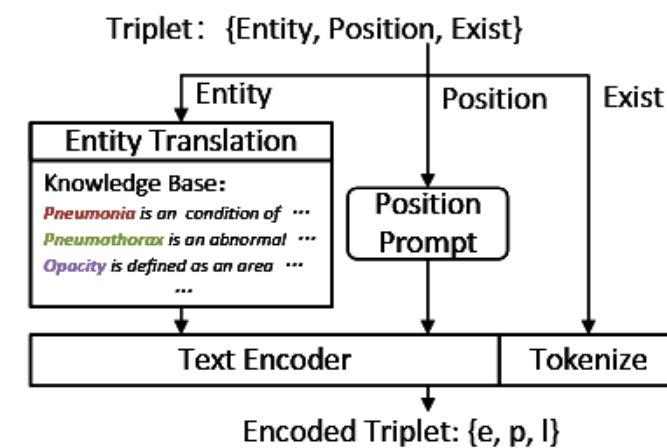 Triplet: {Entity, Position, Exist}
Entity
Position
Exist
Entity Translation
Knowledge Base:
Pneumonia is an condition of ...
Pneumothorax is an abnormal ...
Opacity is defined as an area ...
...
Position
Prompt
Text Encoder
Tokenize
Encoded Triplet: {e, p, l}